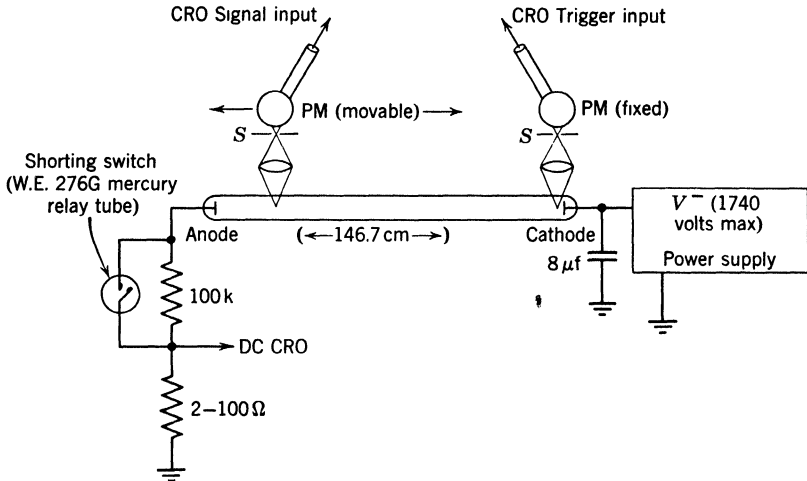 CRO Signal input
CRO Trigger input
PM (movable)
PM (fixed)
S
S
Shorting switch
(W.E. 276G mercury
relay tube)
V⁻ (1740
volts max)
Power supply
Anode
(←146.7 cm→)
Cathode
8 μf
100 k
DC CRO
2–100 Ω